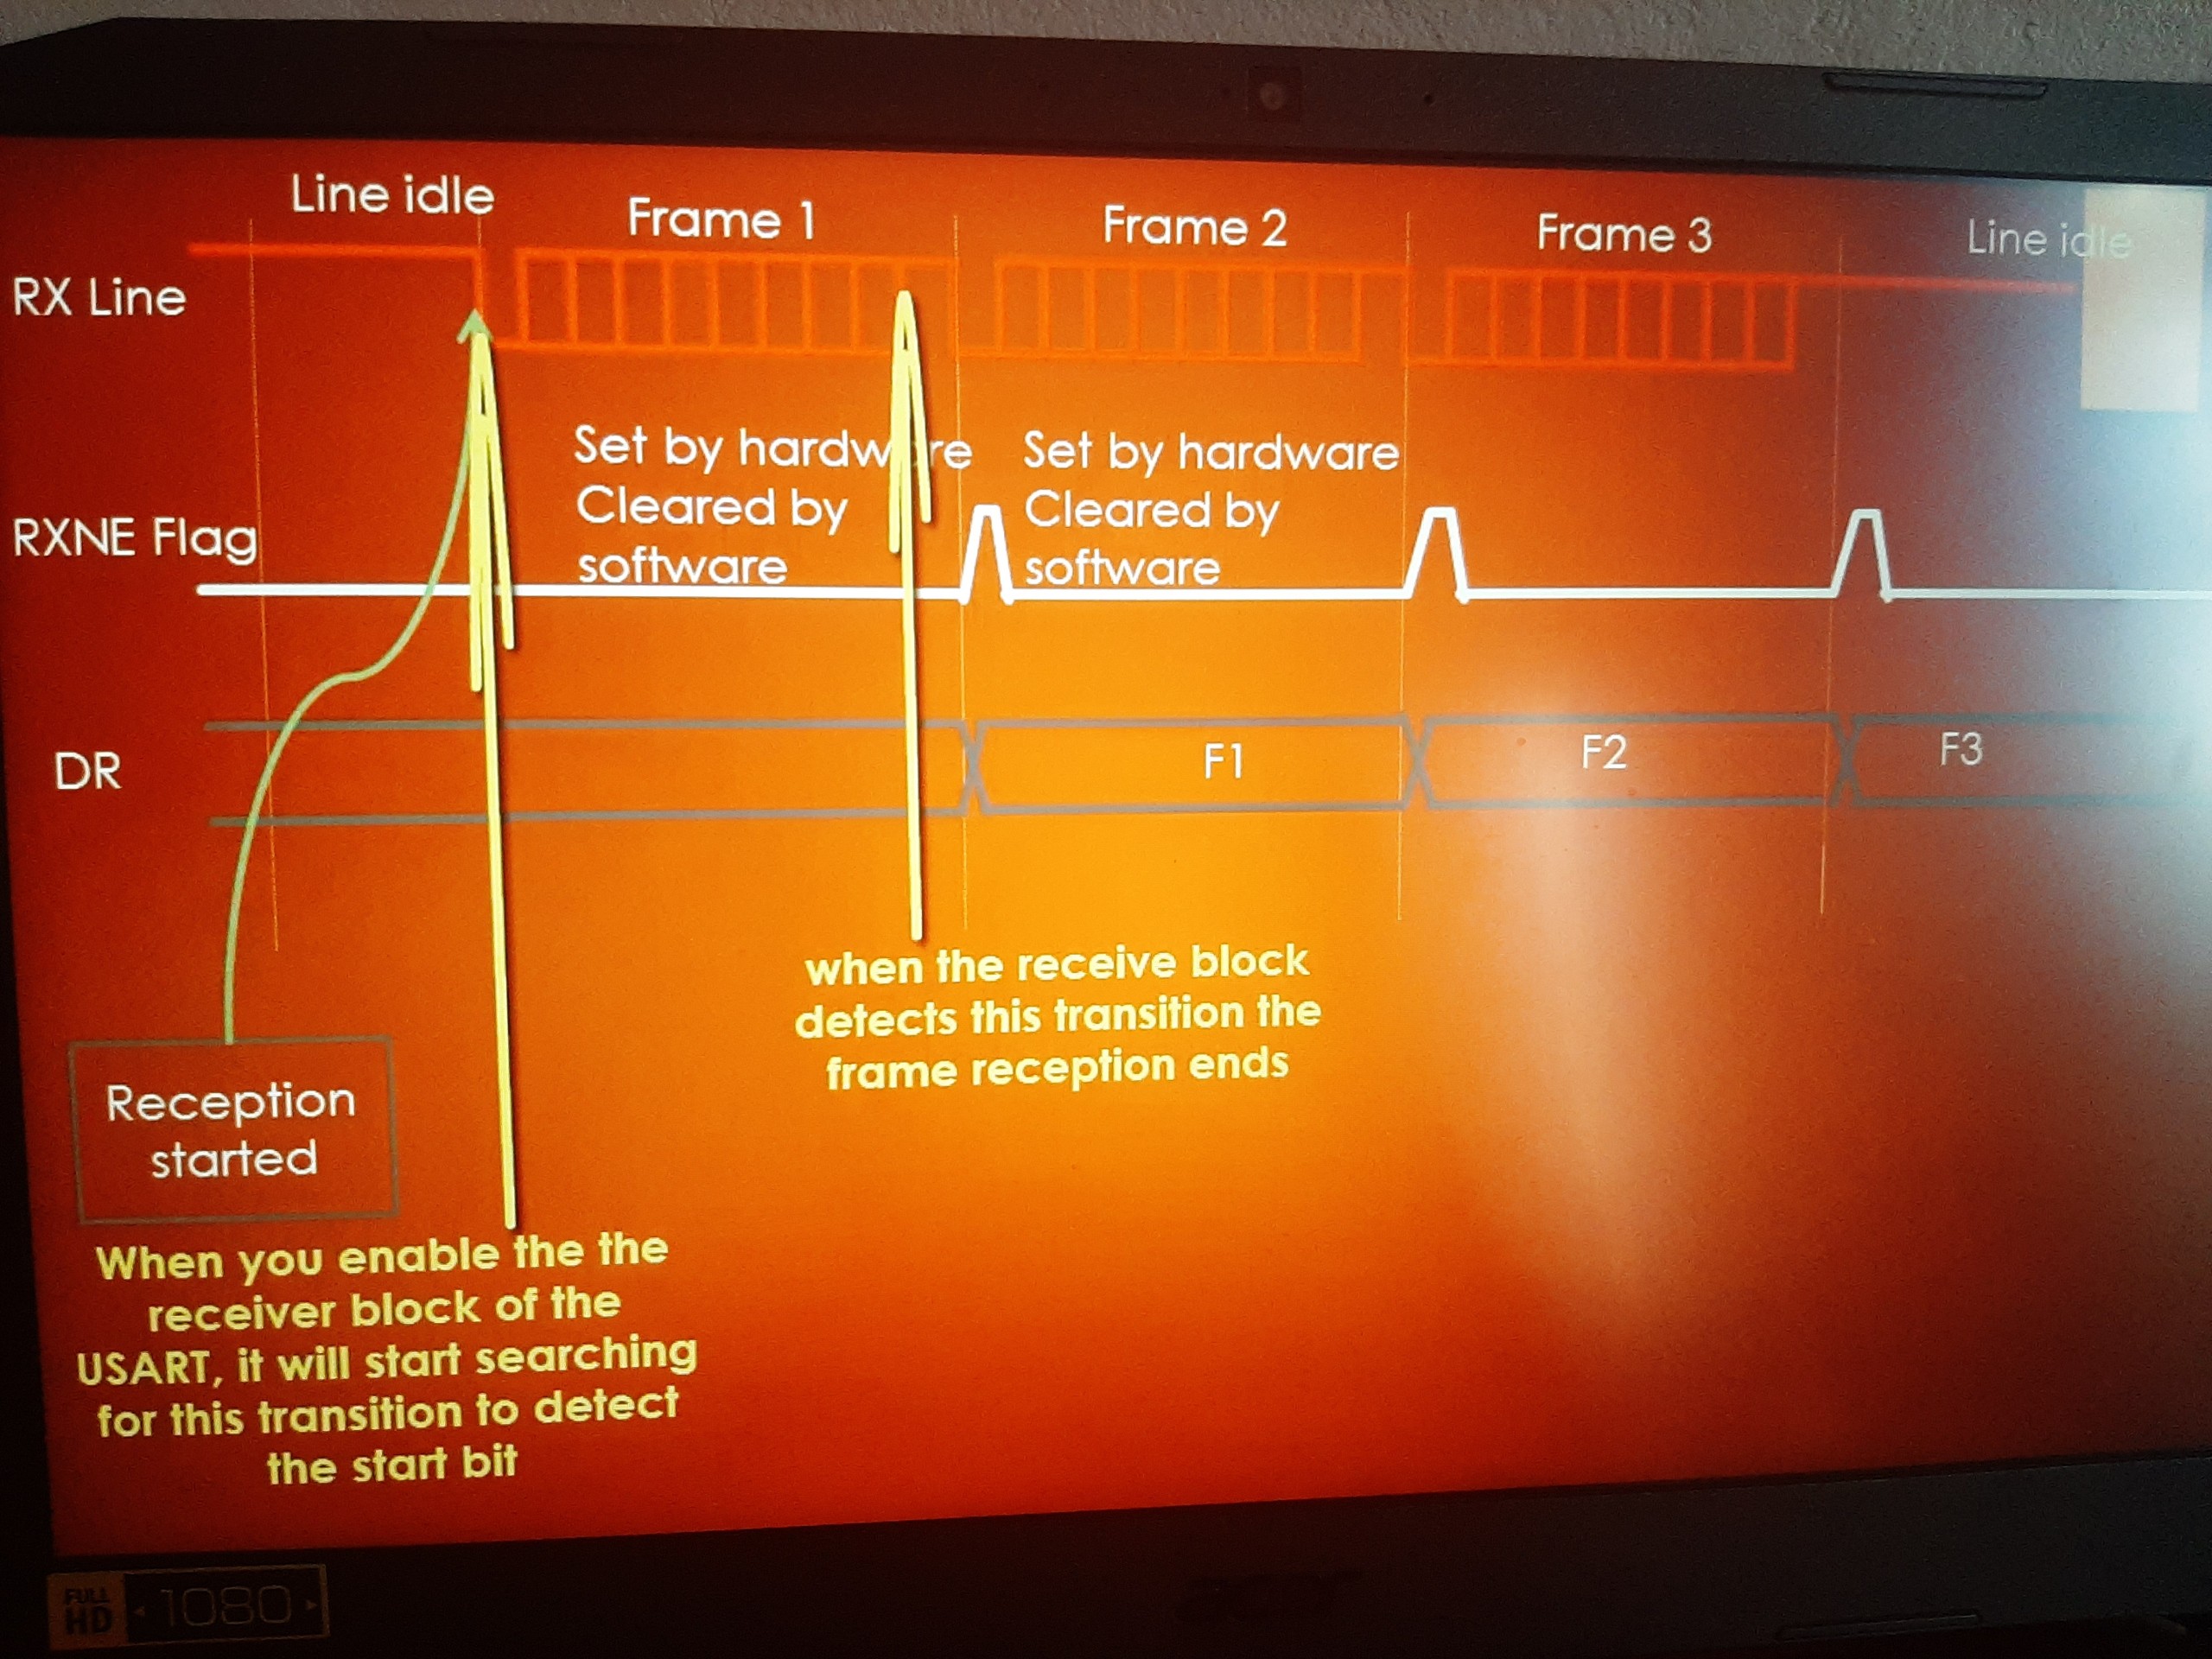 Line idle
Frame 1
Frame 2
Frame 3
Line idle
RX Line
Set by hardware
Cleared by
software
Set by hardware
Cleared by
software
RXNE Flag
DR
F1
F2
F3
when the receive block
detects this transition the
frame reception ends
Reception
started
When you enable the the
receiver block of the
USART, it will start searching
for this transition to detect
the start bit
FULL
HD
1080
acer